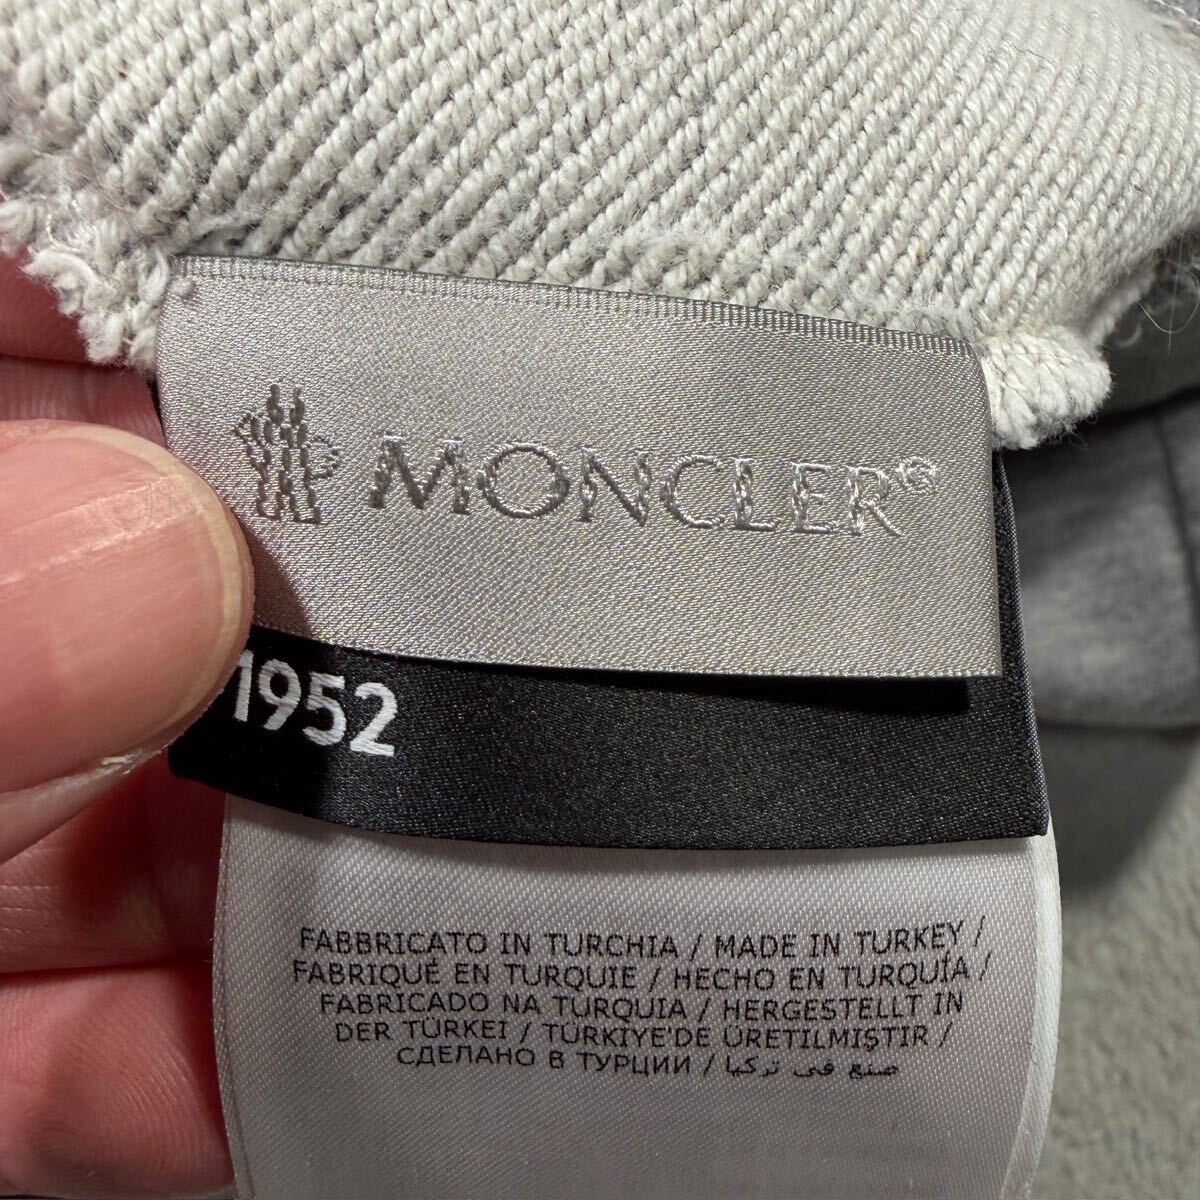 MONCLER®
1952
FABBRICATO IN TURCHIA / MADE IN TURKEY /
FABRIQUÉ EN TURQUIE / HECHO EN TURQUÍA /
FABRICADO NA TURQUIA / HERGESTELLT IN
DER TÜRKEI / TÜRKIYE'DE ÜRETILMIŞTIR /
СДЕЛАНО В ТУРЦИИ / صنع في تركيا